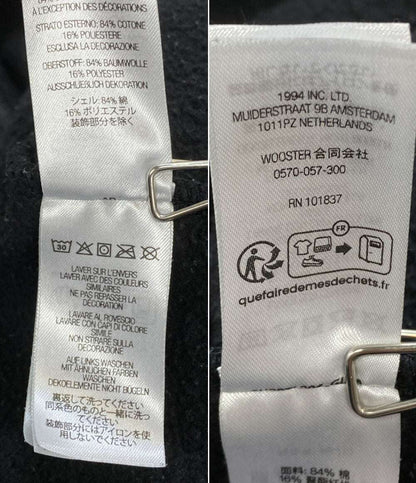 À L'EXCEPTION DES DÉCORATIONS
STRATO ESTERNO: 84% COTONE
16% POLIESTERE
ESCLUSA LA DECORAZIONE
OBERSTOFF: 84% BAUMWOLLE
16% POLYESTER
AUSSCHLIEßLICH DEKORATION
シェル: 84% 綿
16% ポリエステル
装飾部分を除く
30
LAVER SUR L'ENVERS
LAVER AVEC DES COULEURS
SIMILAIRES
NE PAS REPASSER LA
DÉCORATION
LAVARE AL ROVESCIO
LAVARE CON CAPI DI COLORE
SIMILE
NON STIRARE SULLA
DECORAZIONE
AUF LINKS WASCHEN
MIT ÄHNLICHEN FARBEN
WASCHEN
DEKOELEMENTE NICHT BÜGELN
裏返して洗ってください
同系色のものと一緒に洗っ
てください
装飾部分にはアイロンを使
用しないでください
1994 INC. LTD
MUIDERSTRAAT 9B AMSTERDAM
1011PZ NETHERLANDS
WOOSTER 合同会社
0570-057-300
RN 101837
FR
quefairedemesdechets.fr
面料: 84% 棉